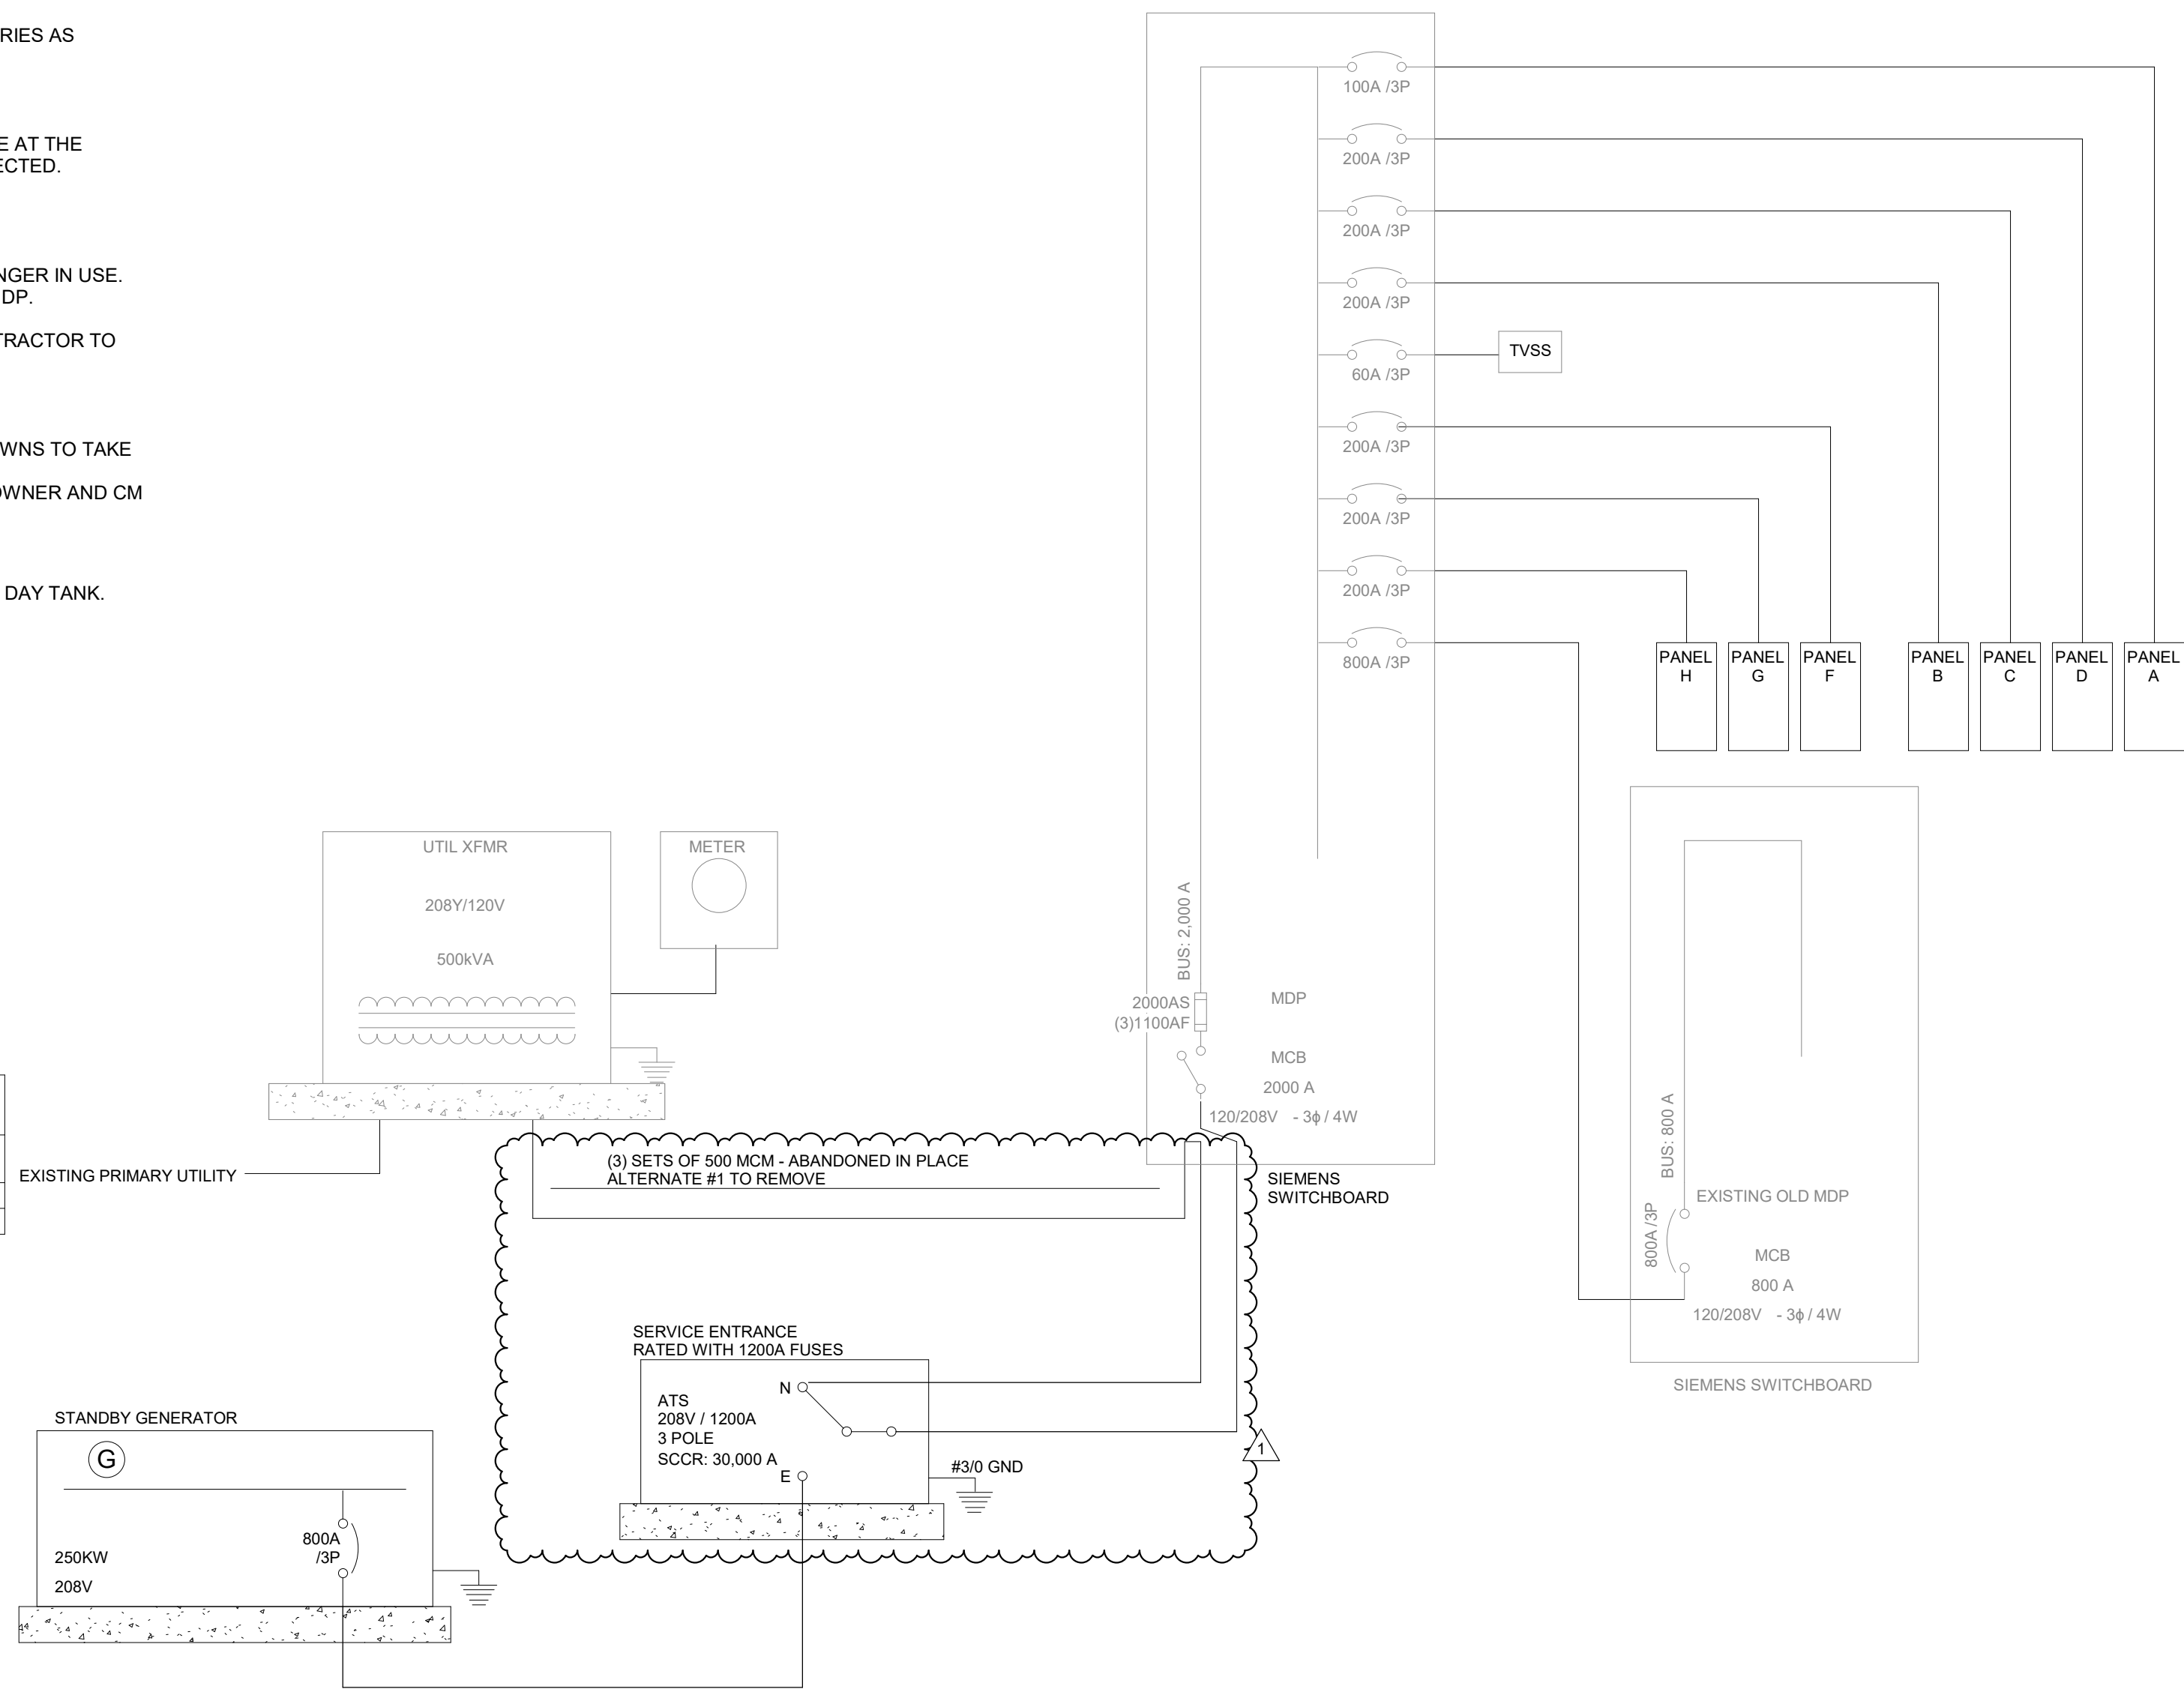 RIES AS
E AT THE
ECTED.
NGER IN USE.
DP.
TRACTOR TO
WNS TO TAKE
OWNER AND CM
DAY TANK.
100A /3P
200A /3P
200A /3P
200A /3P
60A /3P
TVSS
200A /3P
200A /3P
200A /3P
800A /3P
PANEL
H
PANEL
G
PANEL
F
PANEL
B
PANEL
C
PANEL
D
PANEL
A
UTIL XFMR
208Y/120V
500kVA
METER
BUS: 2,000 A
2000AS
(3)1100AF
MDP
MCB
2000 A
120/208V - 3ϕ / 4W
SIEMENS
SWITCHBOARD
EXISTING PRIMARY UTILITY
(3) SETS OF 500 MCM - ABANDONED IN PLACE
ALTERNATE #1 TO REMOVE
BUS: 800 A
800A /3P
EXISTING OLD MDP
MCB
800 A
120/208V - 3ϕ / 4W
SIEMENS SWITCHBOARD
SERVICE ENTRANCE
RATED WITH 1200A FUSES
ATS
208V / 1200A
3 POLE
SCCR: 30,000 A
N
E
#3/0 GND
1
STANDBY GENERATOR
G
800A
/3P
250KW
208V